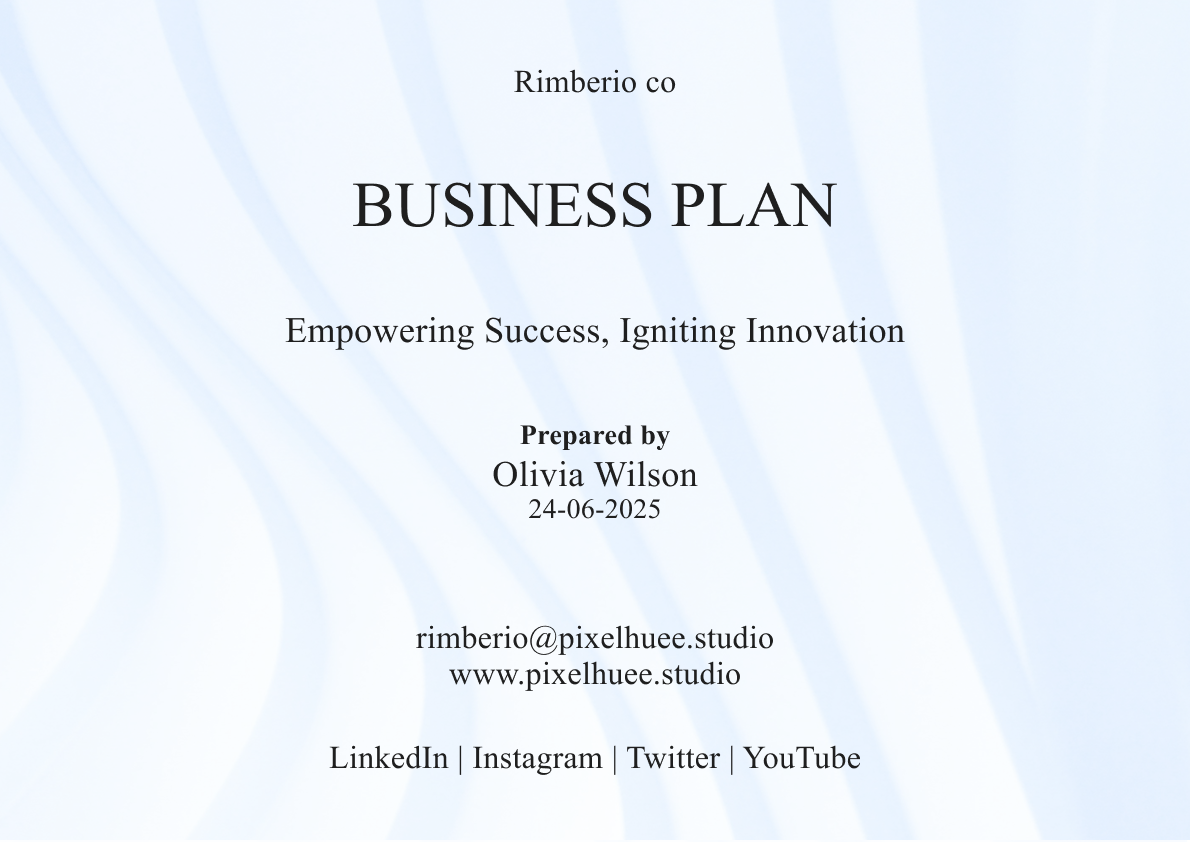 Rimberio co
BUSINESS PLAN
Empowering Success, Igniting Innovation
Prepared by
Olivia Wilson
24-06-2025
rimberio@pixelhuee.studio
www.pixelhuee.studio
LinkedIn | Instagram | Twitter | YouTube